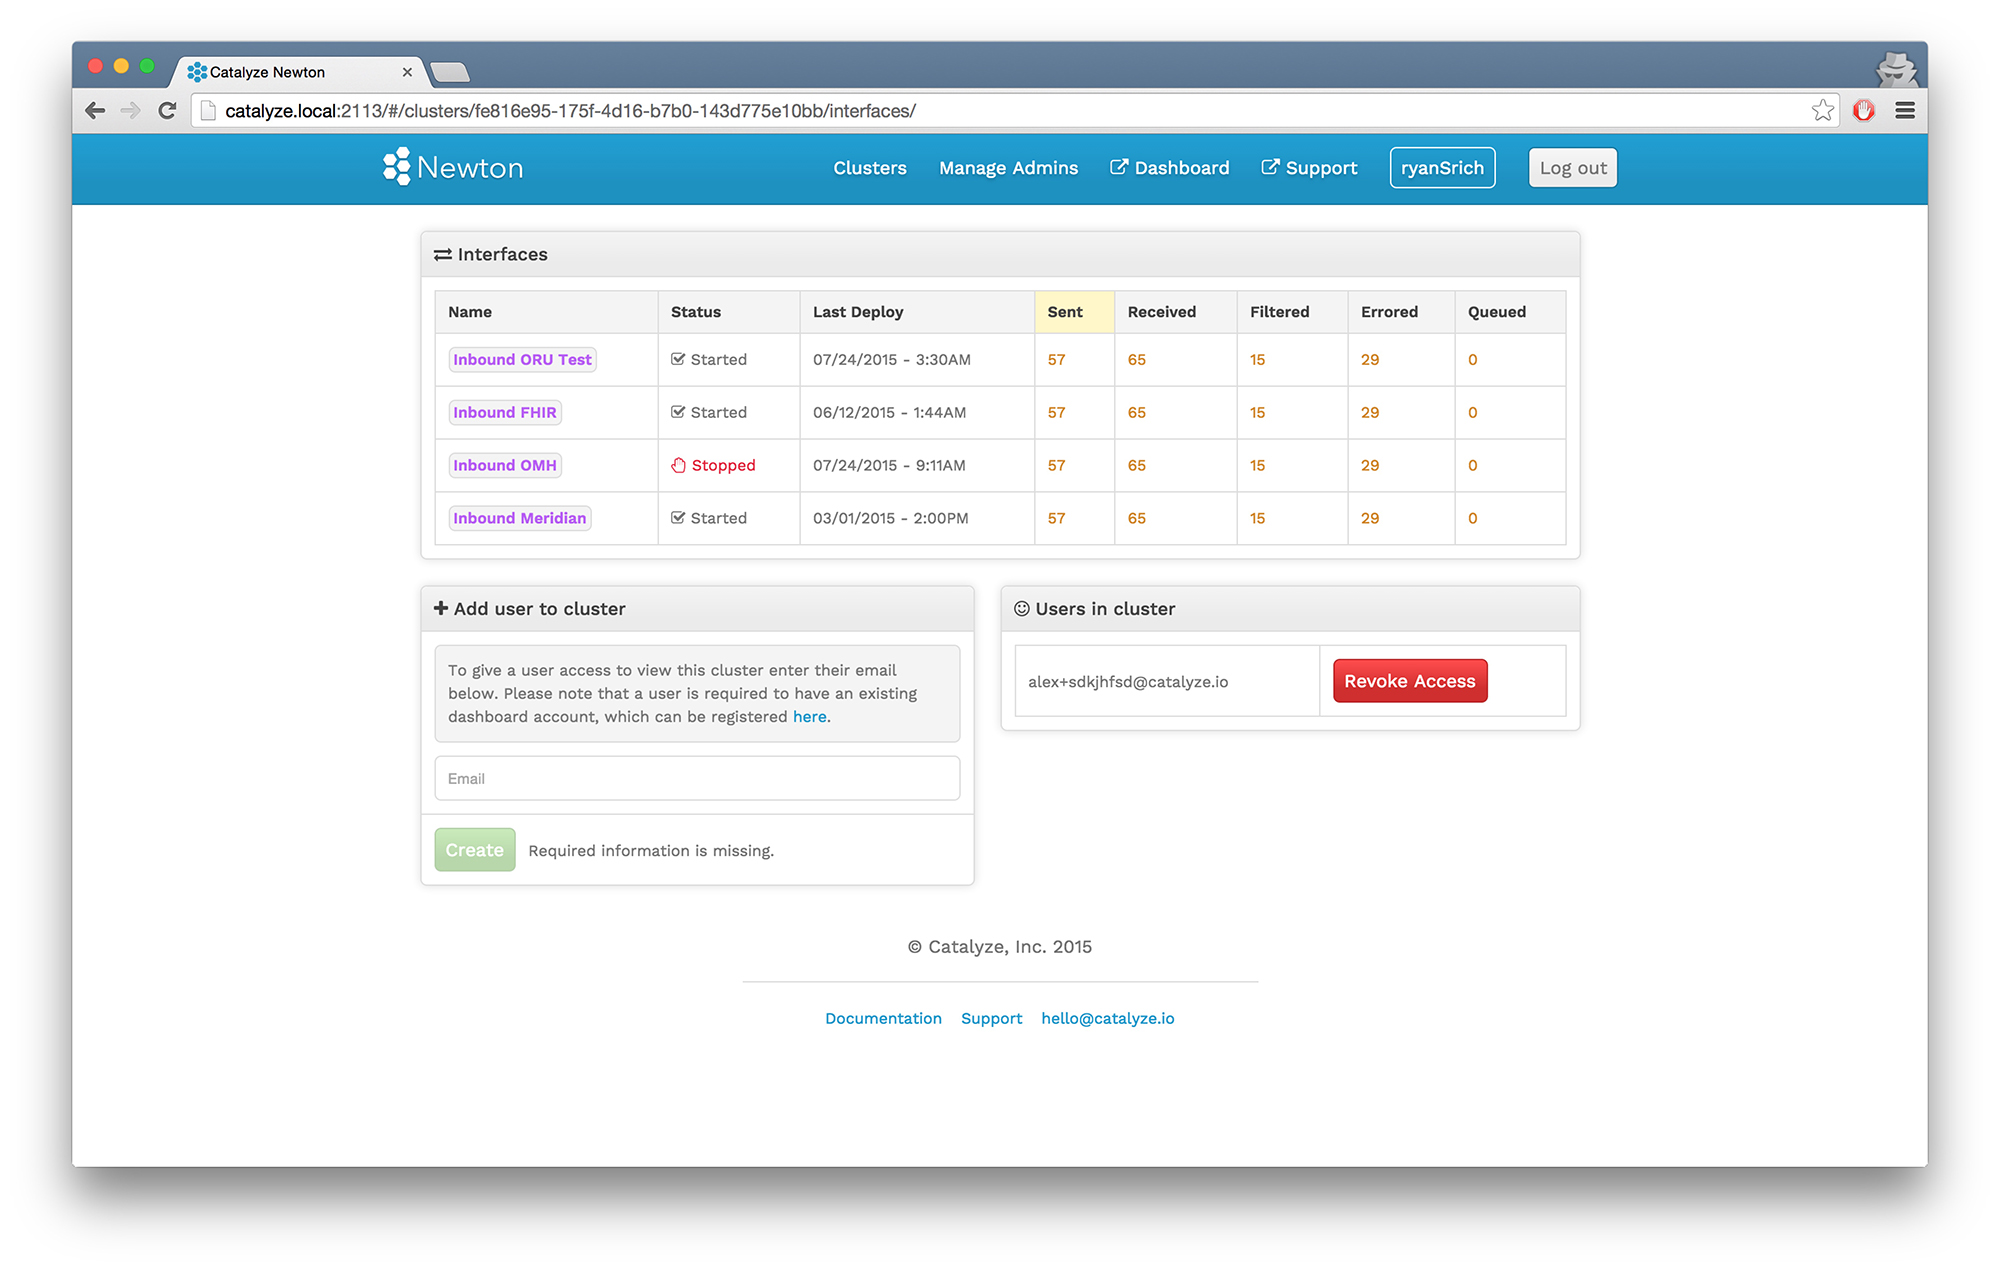 Catalyze Newton
catalyze.local:2113/#/clusters/fe816e95-175f-4d16-b7b0-143d775e10bb/interfaces/
Newton Clusters Manage Admins Dashboard Support ryanSrich Log out
Interfaces
Name Status Last Deploy Sent Received Filtered Errored Queued
Inbound ORU Test Started 07/24/2015 - 3:30AM 57 65 15 29 0
Inbound FHIR Started 06/12/2015 - 1:44AM 57 65 15 29 0
Inbound OMH Stopped 07/24/2015 - 9:11AM 57 65 15 29 0
Inbound Meridian Started 03/01/2015 - 2:00PM 57 65 15 29 0
Add user to cluster
To give a user access to view this cluster enter their email
below. Please note that a user is required to have an existing
dashboard account, which can be registered here.
Email
Create Required information is missing.
Users in cluster
alex+sdkjhfsd@catalyze.io Revoke Access
© Catalyze, Inc. 2015
Documentation Support hello@catalyze.io